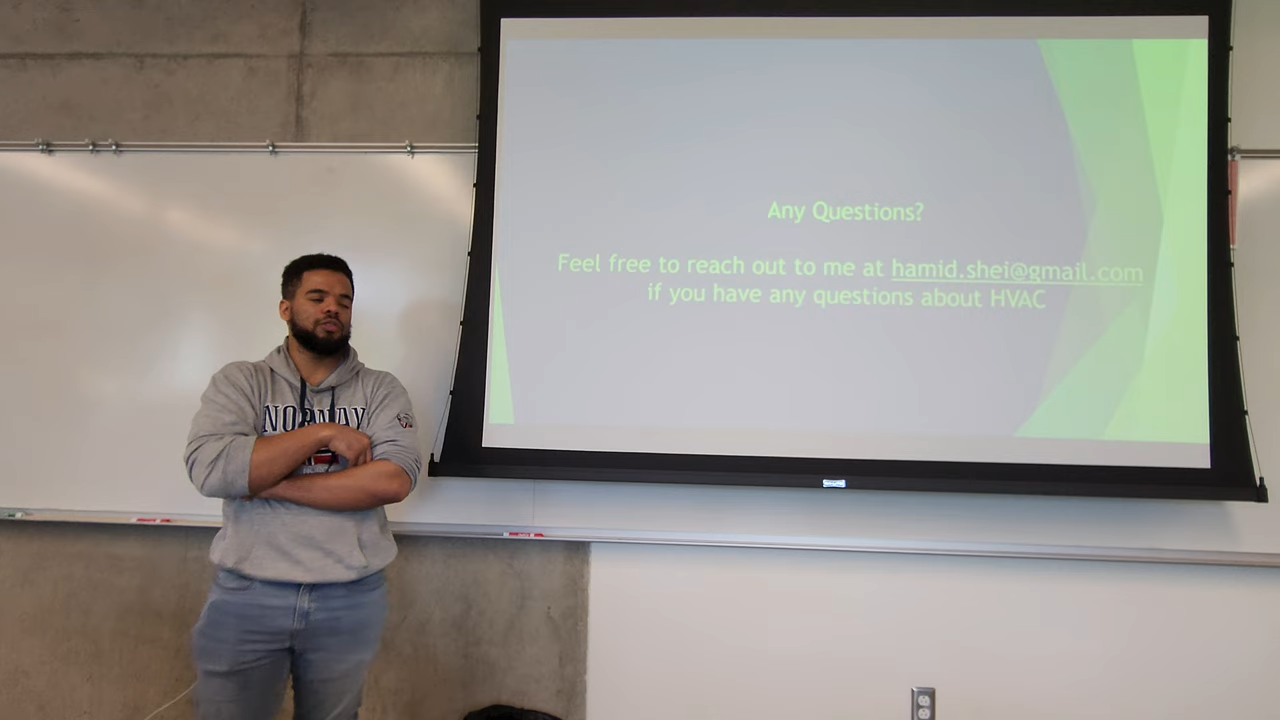 Any Questions?
Feel free to reach out to me at hamid.shei@gmail.com
if you have any questions about HVAC
NORWAY